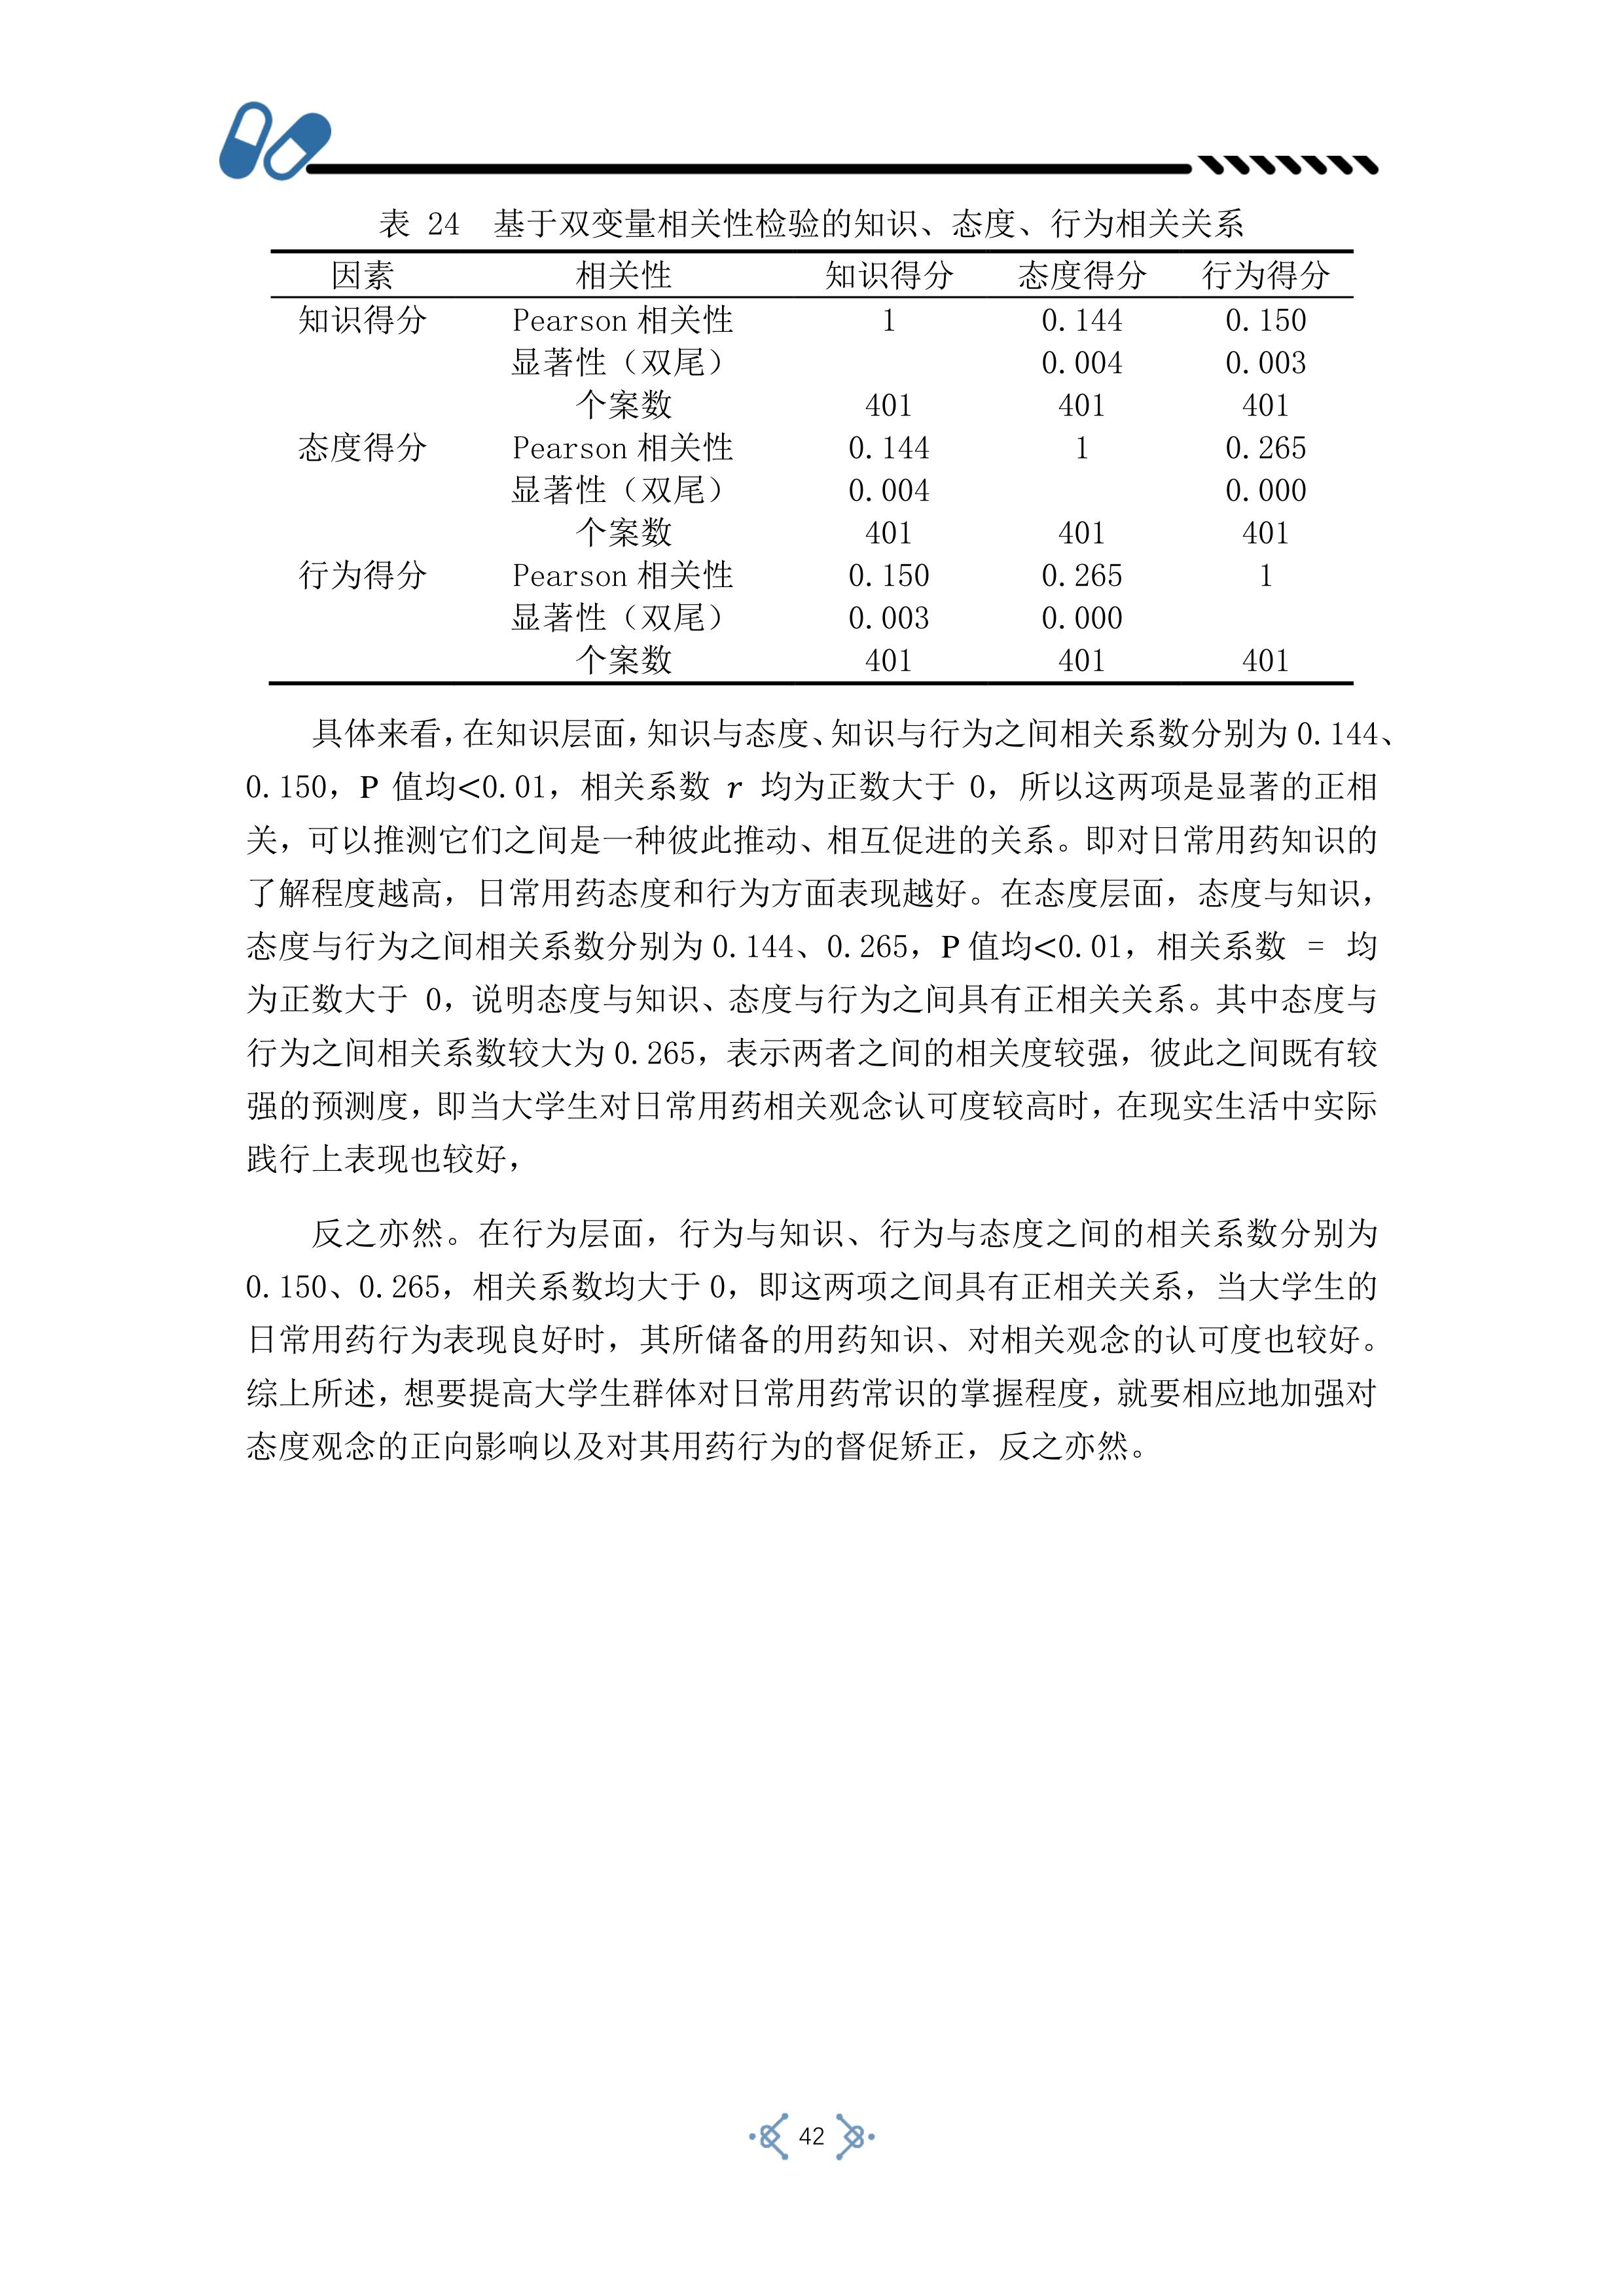 表 24 基于双变量相关性检验的知识、态度、行为相关关系
因素 相关性 知识得分 态度得分 行为得分
知识得分 Pearson 相关性 1 0.144 0.150
显著性（双尾） 0.004 0.003
个案数 401 401 401
态度得分 Pearson 相关性 0.144 1 0.265
显著性（双尾） 0.004 0.000
个案数 401 401 401
行为得分 Pearson 相关性 0.150 0.265 1
显著性（双尾） 0.003 0.000
个案数 401 401 401
具体来看，在知识层面，知识与态度、知识与行为之间相关系数分别为 0.144、
0.150，P 值均<0.01，相关系数 r 均为正数大于 0，所以这两项是显著的正相
关，可以推测它们之间是一种彼此推动、相互促进的关系。即对日常用药知识的
了解程度越高，日常用药态度和行为方面表现越好。在态度层面，态度与知识，
态度与行为之间相关系数分别为 0.144、0.265，P 值均<0.01，相关系数 = 均
为正数大于 0，说明态度与知识、态度与行为之间具有正相关关系。其中态度与
行为之间相关系数较大为 0.265，表示两者之间的相关度较强，彼此之间既有较
强的预测度，即当大学生对日常用药相关观念认可度较高时，在现实生活中实际
践行上表现也较好，
反之亦然。在行为层面，行为与知识、行为与态度之间的相关系数分别为
0.150、0.265，相关系数均大于 0，即这两项之间具有正相关关系，当大学生的
日常用药行为表现良好时，其所储备的用药知识、对相关观念的认可度也较好。
综上所述，想要提高大学生群体对日常用药常识的掌握程度，就要相应地加强对
态度观念的正向影响以及对其用药行为的督促矫正，反之亦然。
42